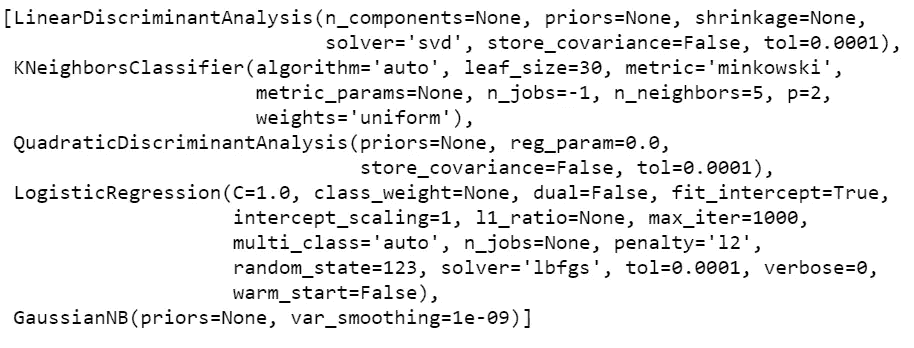 [LinearDiscriminantAnalysis(n_components=None, priors=None, shrinkage=None,
solver='svd', store_covariance=False, tol=0.0001),
KNeighborsClassifier(algorithm='auto', leaf_size=30, metric='minkowski',
metric_params=None, n_jobs=-1, n_neighbors=5, p=2,
weights='uniform'),
QuadraticDiscriminantAnalysis(priors=None, reg_param=0.0,
store_covariance=False, tol=0.0001),
LogisticRegression(C=1.0, class_weight=None, dual=False, fit_intercept=True,
intercept_scaling=1, l1_ratio=None, max_iter=1000,
multi_class='auto', n_jobs=None, penalty='l2',
random_state=123, solver='lbfgs', tol=0.0001, verbose=0,
warm_start=False),
GaussianNB(priors=None, var_smoothing=1e-09)]